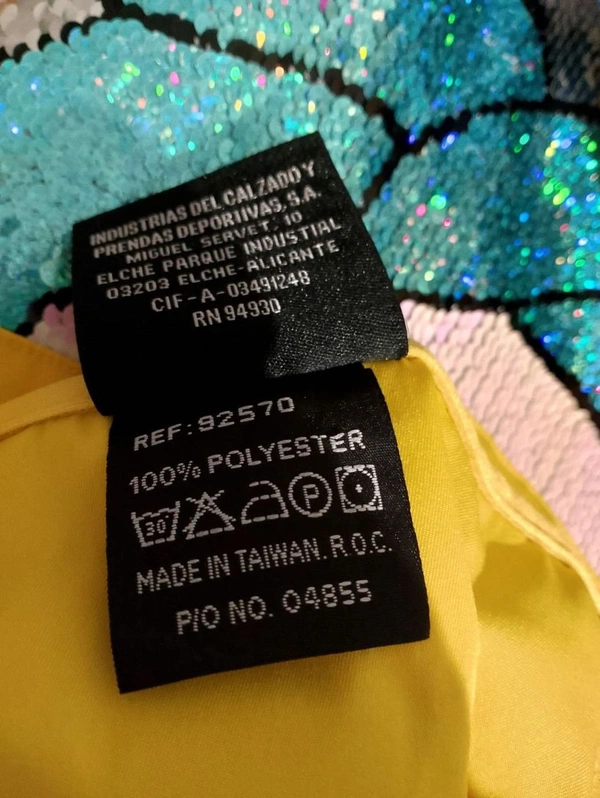 INDUSTRIAS DEL CALZADO Y
PRENDAS DEPORTIVAS, S.A.
MIGUEL SERVET, 10
ELCHE PARQUE INDUSTIAL
03203 ELCHE-ALICANTE
CIF-A-03491248
RN 94930
REF:92570
100% POLYESTER
30 P
MADE IN TAIWAN. R.O.C.
P/O NO. 04855